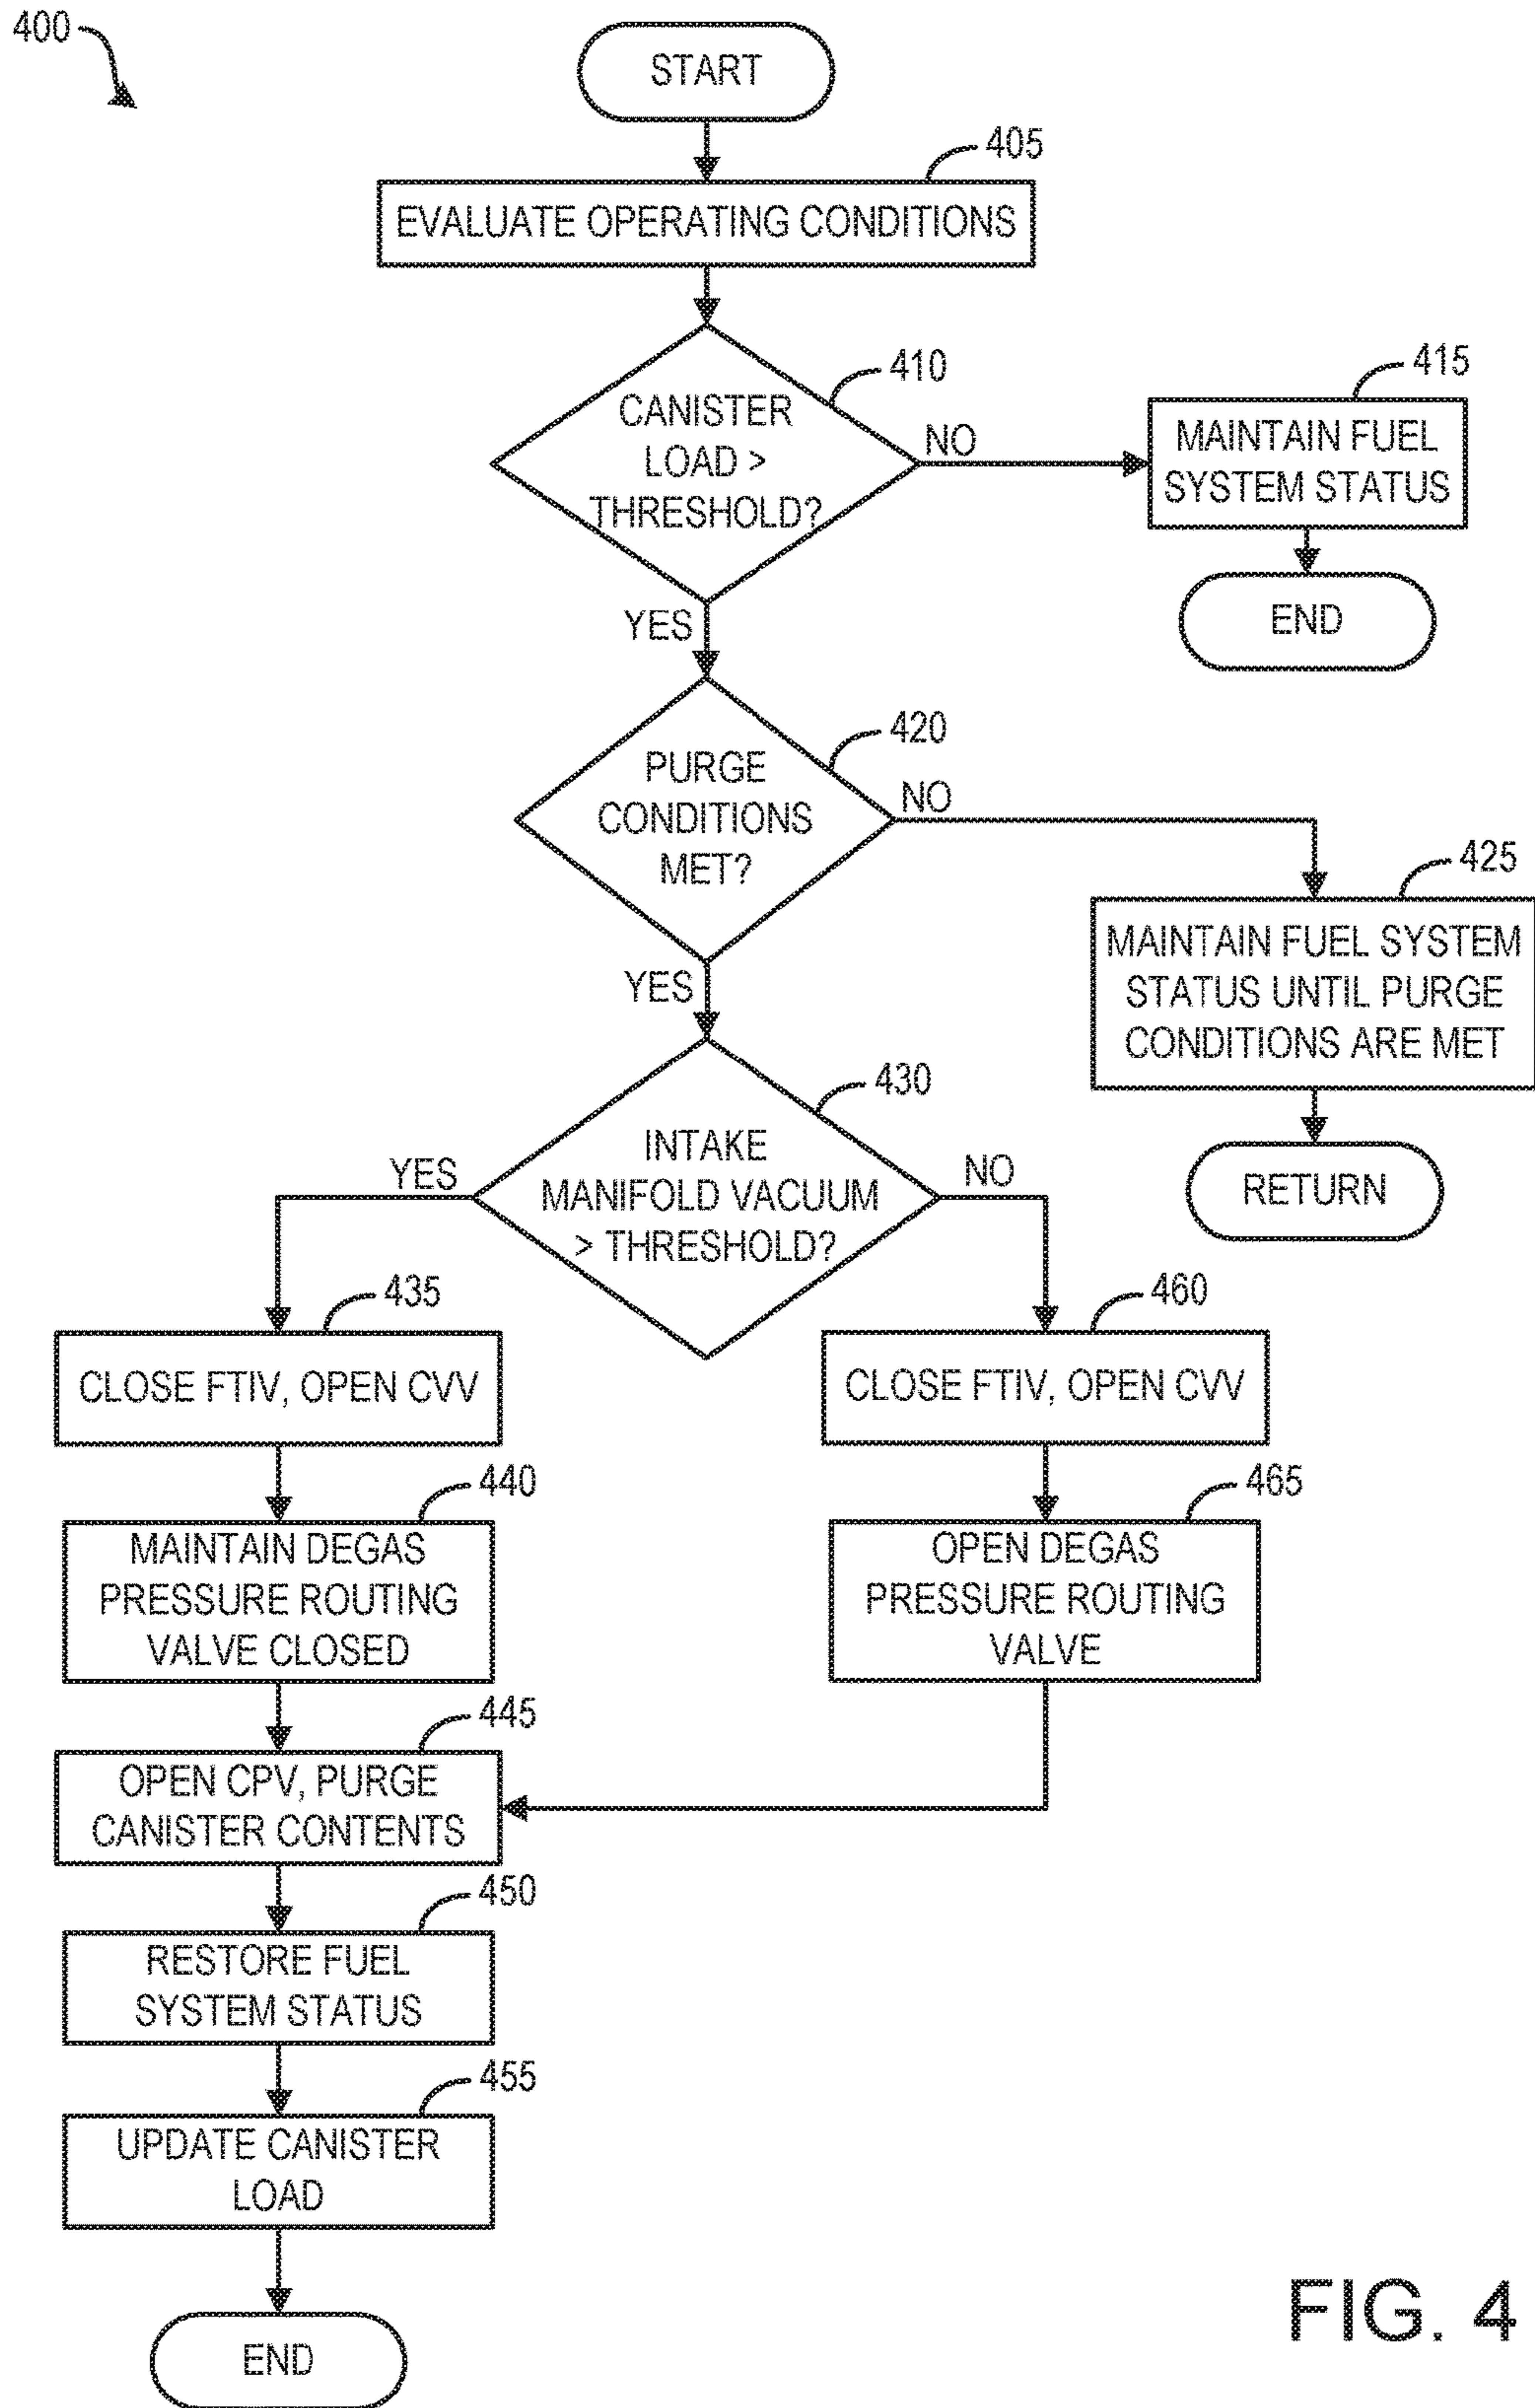 400
START
405
EVALUATE OPERATING CONDITIONS
410
CANISTER
LOAD >
THRESHOLD?
NO
415
MAINTAIN FUEL
SYSTEM STATUS
END
YES
420
PURGE
CONDITIONS
MET?
NO
425
MAINTAIN FUEL SYSTEM
STATUS UNTIL PURGE
CONDITIONS ARE MET
RETURN
YES
430
INTAKE
MANIFOLD VACUUM
> THRESHOLD?
YES
NO
435
CLOSE FTIV, OPEN CVV
460
CLOSE FTIV, OPEN CVV
440
MAINTAIN DEGAS
PRESSURE ROUTING
VALVE CLOSED
465
OPEN DEGAS
PRESSURE ROUTING
VALVE
445
OPEN CPV, PURGE
CANISTER CONTENTS
450
RESTORE FUEL
SYSTEM STATUS
455
UPDATE CANISTER
LOAD
END
FIG. 4